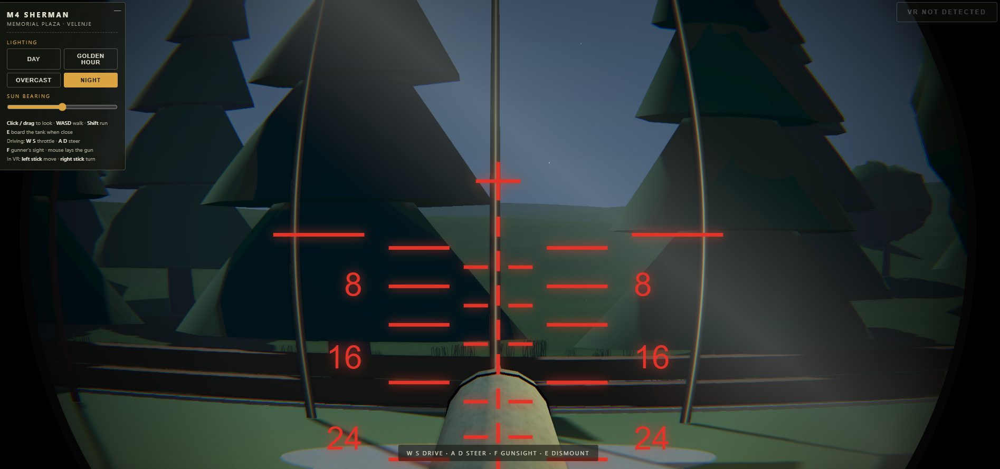 M4 SHERMAN
MEMORIAL PLAZA · VELENJE
LIGHTING
DAY
GOLDEN HOUR
OVERCAST
NIGHT
SUN BEARING
Click / drag to look · WASD walk · Shift run
E board the tank when close
Driving: W S throttle · A D steer
F gunner's sight · mouse lays the gun
In VR: left stick move · right stick turn
VR NOT DETECTED
8 8
16 16
24 24
W S DRIVE · A D STEER · F GUNSIGHT · E DISMOUNT